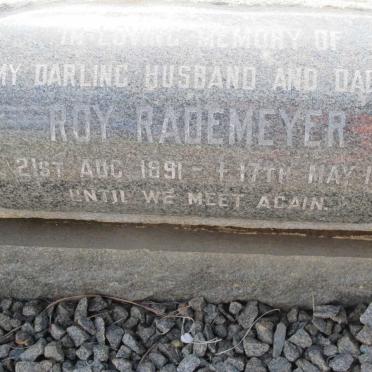 IN LOVING MEMORY OF
MY DARLING HUSBAND AND DAD
ROY RADEMEYER
21ST AUG. 1891 - † 17TH MAY 1
UNTIL WE MEET AGAIN.